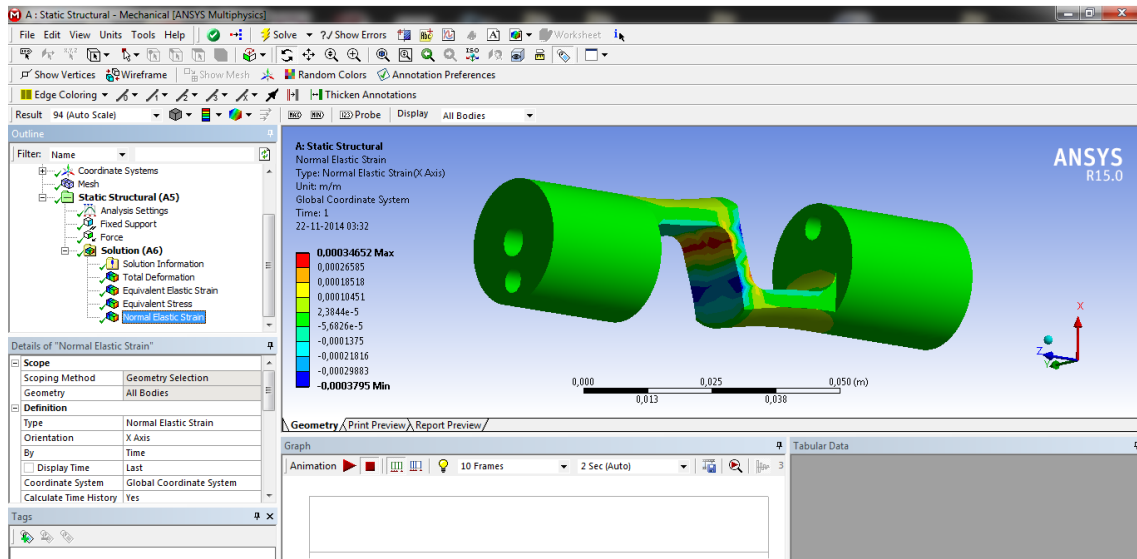 A : Static Structural - Mechanical [ANSYS Multiphysics]
File Edit View Units Tools Help Solve ?/ Show Errors A Worksheet i
Show Vertices Wireframe Show Mesh Random Colors Annotation Preferences
Edge Coloring Thicken Annotations
Result 94 (Auto Scale) MAX MIN 123 Probe Display All Bodies
Outline
Filter: Name
Coordinate Systems
Mesh
Static Structural (A5)
Analysis Settings
Fixed Support
Force
Solution (A6)
Solution Information
Total Deformation
Equivalent Elastic Strain
Equivalent Stress
Normal Elastic Strain
Details of "Normal Elastic Strain"
Scope
Scoping Method Geometry Selection
Geometry All Bodies
Definition
Type Normal Elastic Strain
Orientation X Axis
By Time
Display Time Last
Coordinate System Global Coordinate System
Calculate Time History Yes
Tags
A: Static Structural
Normal Elastic Strain
Type: Normal Elastic Strain(X Axis)
Unit: m/m
Global Coordinate System
Time: 1
22-11-2014 03:32
0,00034652 Max
0,00026585
0,00018518
0,00010451
2,3844e-5
-5,6826e-5
-0,0001375
-0,00021816
-0,00029883
-0,0003795 Min
ANSYS
R15.0
X
Z
Y
0,000 0,025 0,050 (m)
0,013 0,038
Geometry Print Preview Report Preview
Graph
Animation 10 Frames 2 Sec (Auto) 3
Tabular Data